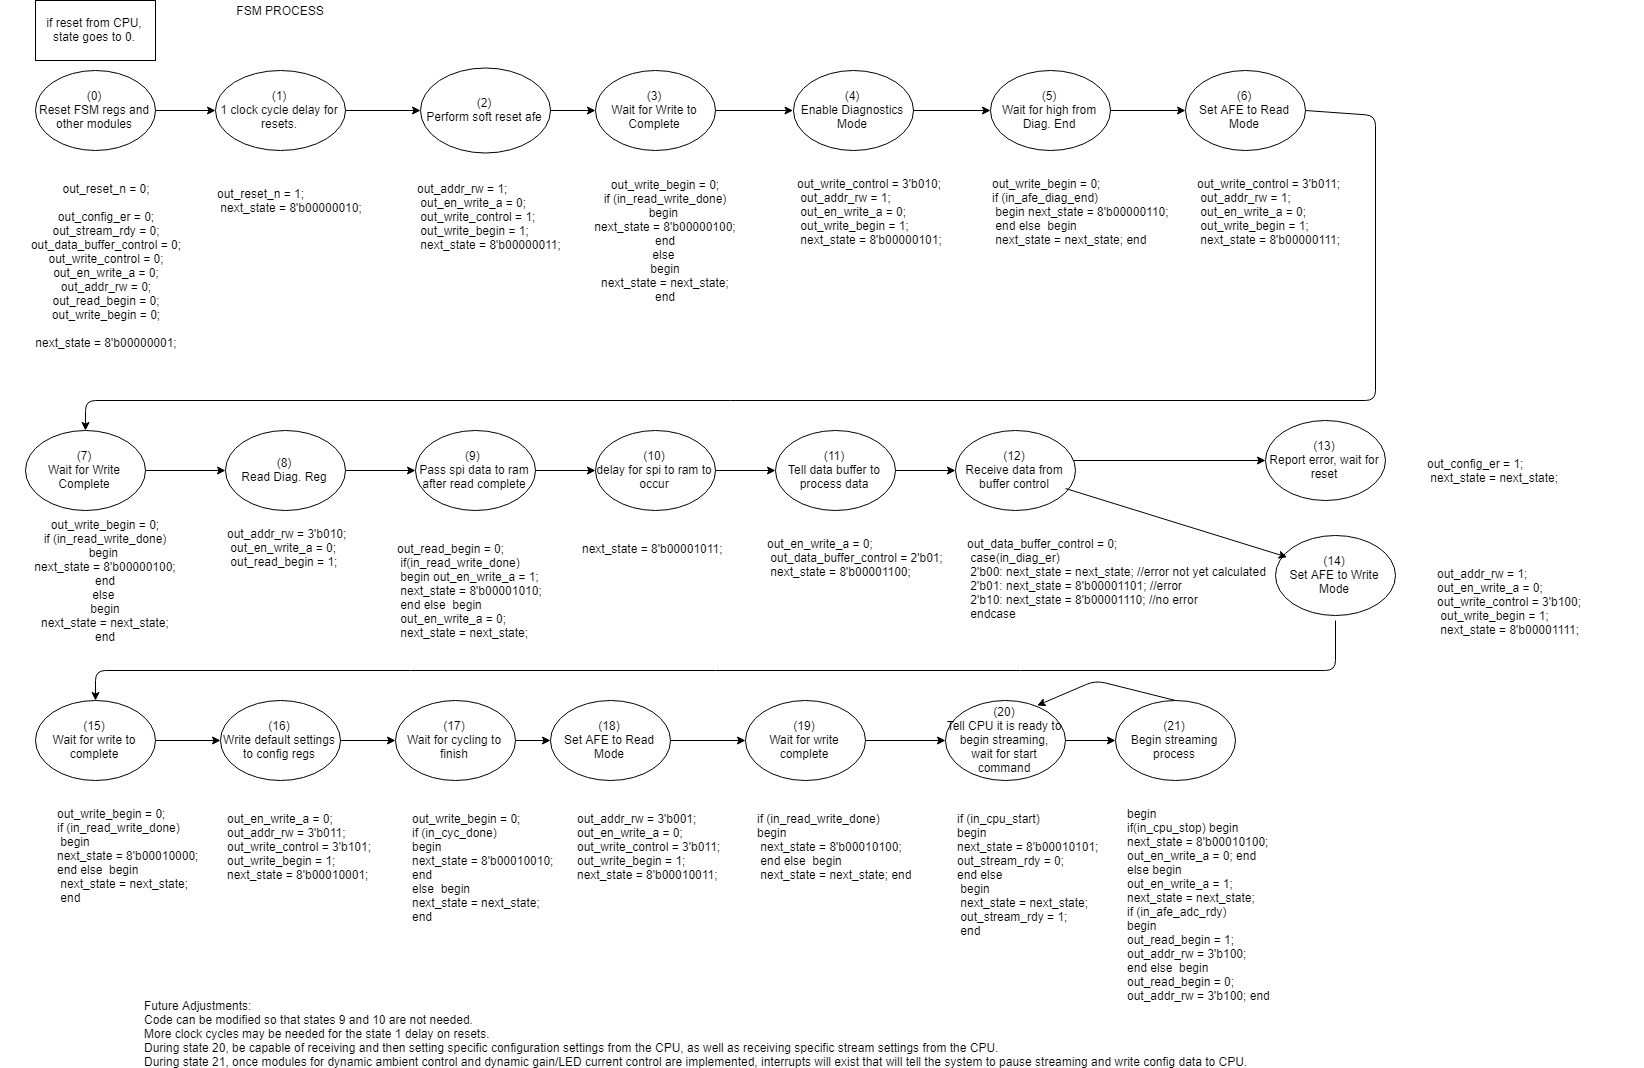 if reset from CPU,
state goes to 0.
FSM PROCESS
(0)
Reset FSM regs and
other modules
(1)
1 clock cycle delay for
resets.
(2)
Perform soft reset afe
(3)
Wait for Write to
Complete
(4)
Enable Diagnostics
Mode
(5)
Wait for high from
Diag. End
(6)
Set AFE to Read
Mode
out_reset_n = 0;
out_config_er = 0;
out_stream_rdy = 0;
out_data_buffer_control = 0;
out_write_control = 0;
out_en_write_a = 0;
out_addr_rw = 0;
out_read_begin = 0;
out_write_begin = 0;
next_state = 8'b00000001;
out_reset_n = 1;
next_state = 8'b00000010;
out_addr_rw = 1;
out_en_write_a = 0;
out_write_control = 1;
out_write_begin = 1;
next_state = 8'b00000011;
out_write_begin = 0;
if (in_read_write_done)
begin
next_state = 8'b00000100;
end
else
begin
next_state = next_state;
end
out_write_control = 3'b010;
out_addr_rw = 1;
out_en_write_a = 0;
out_write_begin = 1;
next_state = 8'b00000101;
out_write_begin = 0;
if (in_afe_diag_end)
begin next_state = 8'b00000110;
end else  begin
next_state = next_state; end
out_write_control = 3'b011;
out_addr_rw = 1;
out_en_write_a = 0;
out_write_begin = 1;
next_state = 8'b00000111;
(7)
Wait for Write
Complete
(8)
Read Diag. Reg
(9)
Pass spi data to ram
after read complete
(10)
delay for spi to ram to
occur
(11)
Tell data buffer to
process data
(12)
Receive data from
buffer control
(13)
Report error, wait for
reset
out_config_er = 1;
next_state = next_state;
out_write_begin = 0;
if (in_read_write_done)
begin
next_state = 8'b00000100;
end
else
begin
next_state = next_state;
end
out_addr_rw = 3'b010;
out_en_write_a = 0;
out_read_begin = 1;
out_read_begin = 0;
if(in_read_write_done)
begin out_en_write_a = 1;
next_state = 8'b00001010;
end else  begin
out_en_write_a = 0;
next_state = next_state;
next_state = 8'b00001011;
out_en_write_a = 0;
out_data_buffer_control = 2'b01;
next_state = 8'b00001100;
out_data_buffer_control = 0;
case(in_diag_er)
2'b00: next_state = next_state; //error not yet calculated
2'b01: next_state = 8'b00001101; //error
2'b10: next_state = 8'b00001110; //no error
endcase
(14)
Set AFE to Write
Mode
out_addr_rw = 1;
out_en_write_a = 0;
out_write_control = 3'b100;
out_write_begin = 1;
next_state = 8'b00001111;
(15)
Wait for write to
complete
(16)
Write default settings
to config regs
(17)
Wait for cycling to
finish
(18)
Set AFE to Read
Mode
(19)
Wait for write
complete
(20)
Tell CPU it is ready to
begin streaming,
wait for start
command
(21)
Begin streaming
process
out_write_begin = 0;
if (in_read_write_done)
begin
next_state = 8'b00010000;
end else  begin
next_state = next_state;
end
out_en_write_a = 0;
out_addr_rw = 3'b011;
out_write_control = 3'b101;
out_write_begin = 1;
next_state = 8'b00010001;
out_write_begin = 0;
if (in_cyc_done)
begin
next_state = 8'b00010010;
end
else  begin
next_state = next_state;
end
out_addr_rw = 3'b001;
out_en_write_a = 0;
out_write_control = 3'b011;
out_write_begin = 1;
next_state = 8'b00010011;
if (in_read_write_done)
begin
next_state = 8'b00010100;
end else  begin
next_state = next_state; end
if (in_cpu_start)
begin
next_state = 8'b00010101;
out_stream_rdy = 0;
end else
begin
next_state = next_state;
out_stream_rdy = 1;
end
begin
if(in_cpu_stop) begin
next_state = 8'b00010100;
out_en_write_a = 0; end
else begin
out_en_write_a = 1;
next_state = next_state;
if (in_afe_adc_rdy)
begin
out_read_begin = 1;
out_addr_rw = 3'b100;
end else  begin
out_read_begin = 0;
out_addr_rw = 3'b100; end
Future Adjustments:
Code can be modified so that states 9 and 10 are not needed.
More clock cycles may be needed for the state 1 delay on resets.
During state 20, be capable of receiving and then setting specific configuration settings from the CPU, as well as receiving specific stream settings from the CPU.
During state 21, once modules for dynamic ambient control and dynamic gain/LED current control are implemented, interrupts will exist that will tell the system to pause streaming and write config data to CPU.